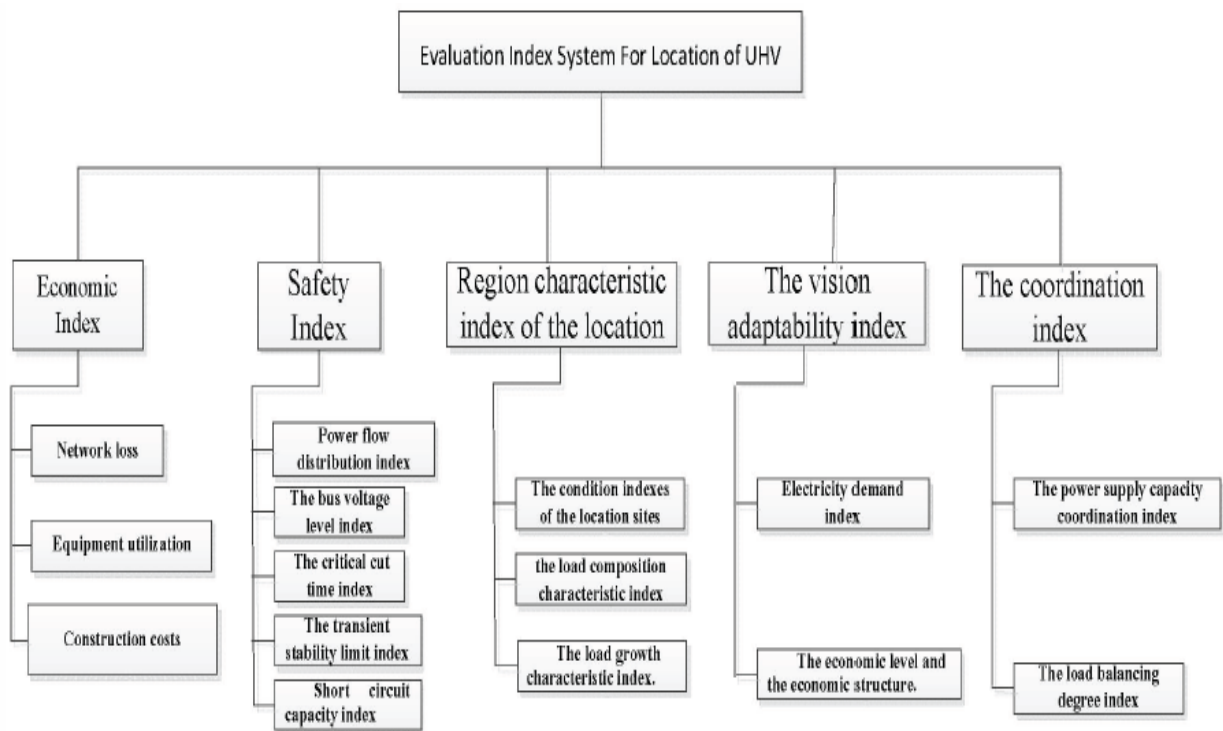 Evaluation Index System For Location of UHV
Economic
Index
Safety
Index
Region characteristic
index of the location
The vision
adaptability index
The coordination
index
Network loss
Equipment utilization
Construction costs
Power flow
distribution index
The bus voltage
level index
The critical cut
time index
The transient
stability limit index
Short circuit
capacity index
The condition indexes
of the location sites
the load composition
characteristic index
The load growth
characteristic index.
Electricity demand
index
The economic level and
the economic structure.
The power supply capacity
coordination index
The load balancing
degree index